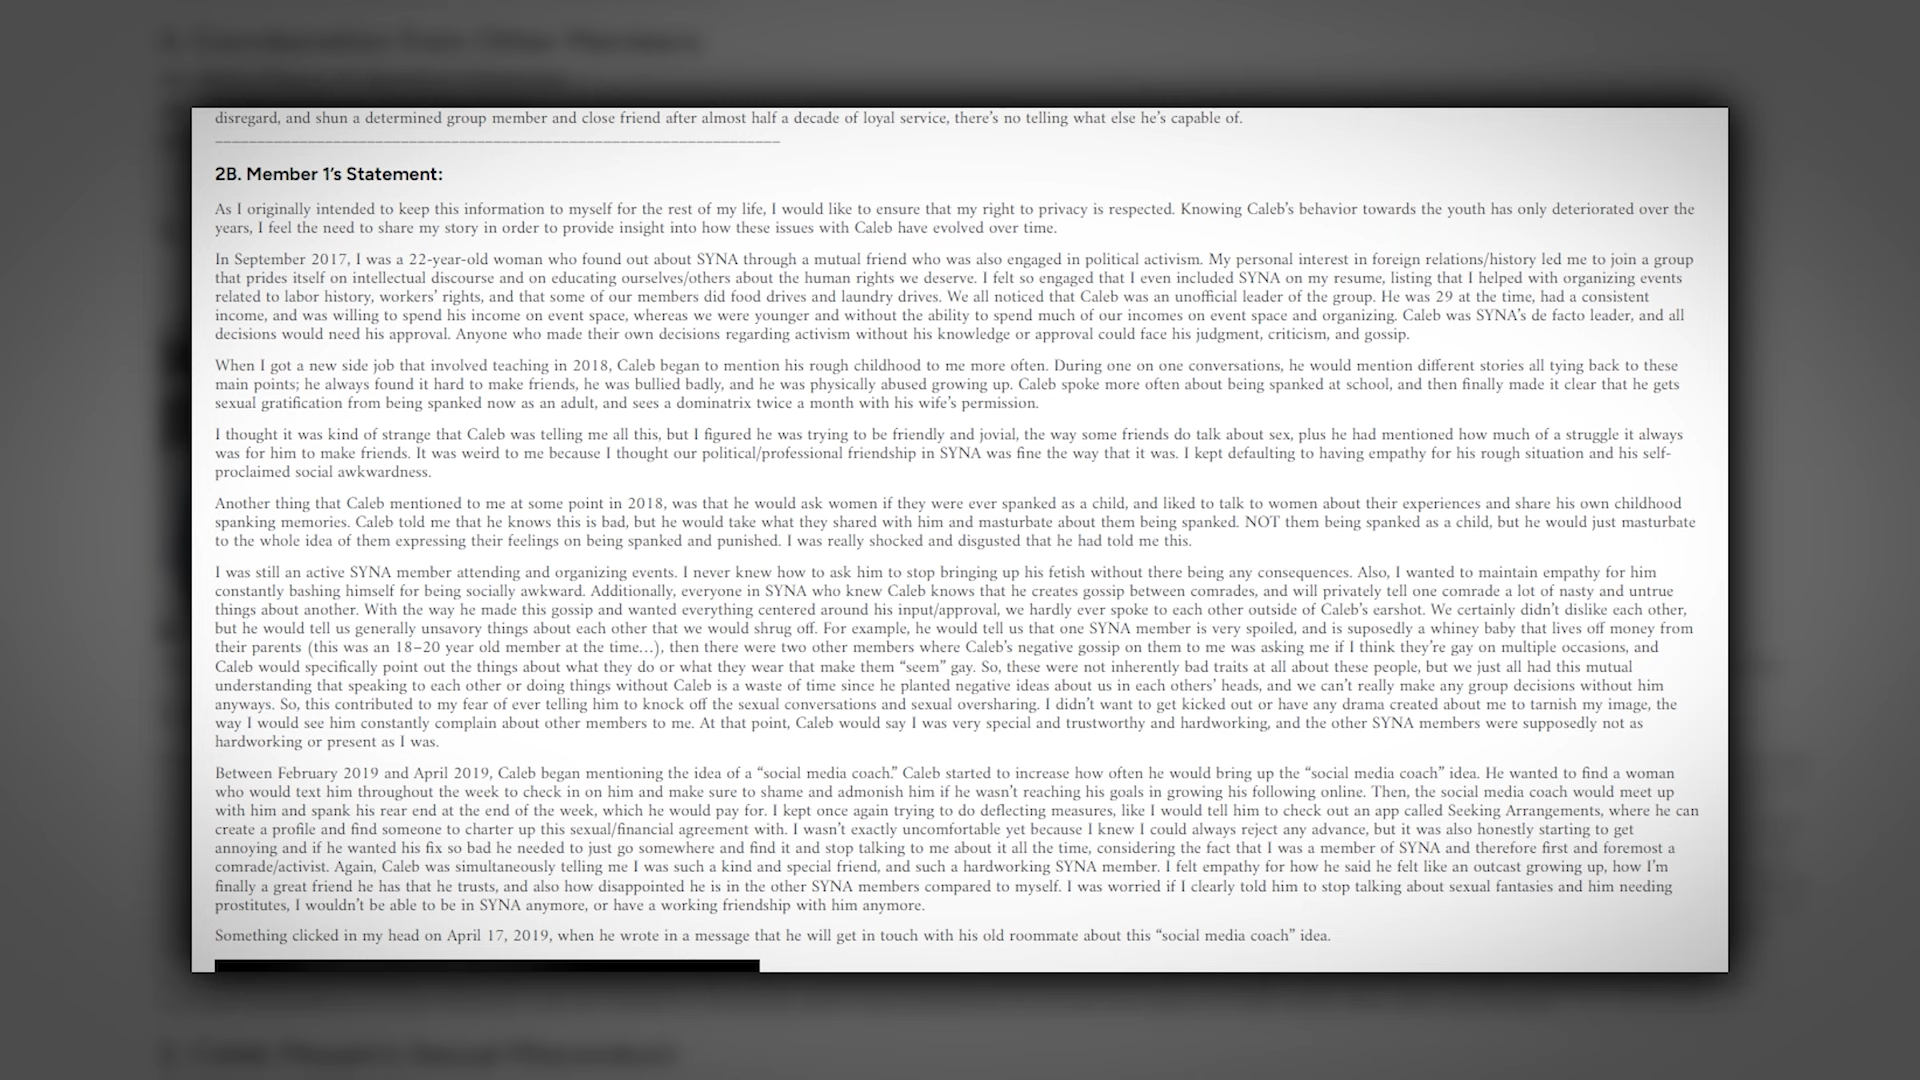 disregard, and shun a determined group member and close friend after almost half a decade of loyal service, there's no telling what else he's capable of.
2B. Member 1's Statement:
As I originally intended to keep this information to myself for the rest of my life, I would like to ensure that my right to privacy is respected. Knowing Caleb's behavior towards the youth has only deteriorated over the
years, I feel the need to share my story in order to provide insight into how these issues with Caleb have evolved over time.
In September 2017, I was a 22-year-old woman who found out about SYNA through a mutual friend who was also engaged in political activism. My personal interest in foreign relations/history led me to join a group
that prides itself on intellectual discourse and on educating ourselves/others about the human rights we deserve. I felt so engaged that I even included SYNA on my resume, listing that I helped with organizing events
related to labor history, workers' rights, and that some of our members did food drives and laundry drives. We all noticed that Caleb was an unofficial leader of the group. He was 29 at the time, had a consistent
income, and was willing to spend his income on event space, whereas we were younger and without the ability to spend much of our incomes on event space and organizing. Caleb was SYNA's de facto leader, and all
decisions would need his approval. Anyone who made their own decisions regarding activism without his knowledge or approval could face his judgment, criticism, and gossip.
When I got a new side job that involved teaching in 2018, Caleb began to mention his rough childhood to me more often. During one on one conversations, he would mention different stories all tying back to these
main points; he always found it hard to make friends, he was bullied badly, and he was physically abused growing up. Caleb spoke more often about being spanked at school, and then finally made it clear that he gets
sexual gratification from being spanked now as an adult, and sees a dominatrix twice a month with his wife's permission.
I thought it was kind of strange that Caleb was telling me all this, but I figured he was trying to be friendly and jovial, the way some friends do talk about sex, plus he had mentioned how much of a struggle it always
was for him to make friends. It was weird to me because I thought our political/professional friendship in SYNA was fine the way that it was. I kept defaulting to having empathy for his rough situation and his self-
proclaimed social awkwardness.
Another thing that Caleb mentioned to me at some point in 2018, was that he would ask women if they were ever spanked as a child, and liked to talk to women about their experiences and share his own childhood
spanking memories. Caleb told me that he knows this is bad, but he would take what they shared with him and masturbate about them being spanked. NOT them being spanked as a child, but he would just masturbate
to the whole idea of them expressing their feelings on being spanked and punished. I was really shocked and disgusted that he had told me this.
I was still an active SYNA member attending and organizing events. I never knew how to ask him to stop bringing up his fetish without there being any consequences. Also, I wanted to maintain empathy for him
constantly bashing himself for being socially awkward. Additionally, everyone in SYNA who knew Caleb knows that he creates gossip between comrades, and will privately tell one comrade a lot of nasty and untrue
things about another. With the way he made this gossip and wanted everything centered around his input/approval, we hardly ever spoke to each other outside of Caleb's earshot. We certainly didn't dislike each other,
but he would tell us generally unsavory things about each other that we would shrug off. For example, he would tell us that one SYNA member is very spoiled, and is suposedly a whiney baby that lives off money from
their parents (this was an 18–20 year old member at the time...), then there were two other members where Caleb's negative gossip on them to me was asking me if I think they're gay on multiple occasions, and
Caleb would specifically point out the things about what they do or what they wear that make them "seem" gay. So, these were not inherently bad traits at all about these people, but we just all had this mutual
understanding that speaking to each other or doing things without Caleb is a waste of time since he planted negative ideas about us in each others' heads, and we can't really make any group decisions without him
anyways. So, this contributed to my fear of ever telling him to knock off the sexual conversations and sexual oversharing. I didn't want to get kicked out or have any drama created about me to tarnish my image, the
way I would see him constantly complain about other members to me. At that point, Caleb would say I was very special and trustworthy and hardworking, and the other SYNA members were supposedly not as
hardworking or present as I was.
Between February 2019 and April 2019, Caleb began mentioning the idea of a "social media coach." Caleb started to increase how often he would bring up the "social media coach" idea. He wanted to find a woman
who would text him throughout the week to check in on him and make sure to shame and admonish him if he wasn't reaching his goals in growing his following online. Then, the social media coach would meet up
with him and spank his rear end at the end of the week, which he would pay for. I kept once again trying to do deflecting measures, like I would tell him to check out an app called Seeking Arrangements, where he can
create a profile and find someone to charter up this sexual/financial agreement with. I wasn't exactly uncomfortable yet because I knew I could always reject any advance, but it was also honestly starting to get
annoying and if he wanted his fix so bad he needed to just go somewhere and find it and stop talking to me about it all the time, considering the fact that I was a member of SYNA and therefore first and foremost a
comrade/activist. Again, Caleb was simultaneously telling me I was such a kind and special friend, and such a hardworking SYNA member. I felt empathy for how he said he felt like an outcast growing up, how I'm
finally a great friend he has that he trusts, and also how disappointed he is in the other SYNA members compared to myself. I was worried if I clearly told him to stop talking about sexual fantasies and him needing
prostitutes, I wouldn't be able to be in SYNA anymore, or have a working friendship with him anymore.
Something clicked in my head on April 17, 2019, when he wrote in a message that he will get in touch with his old roommate about this "social media coach" idea.